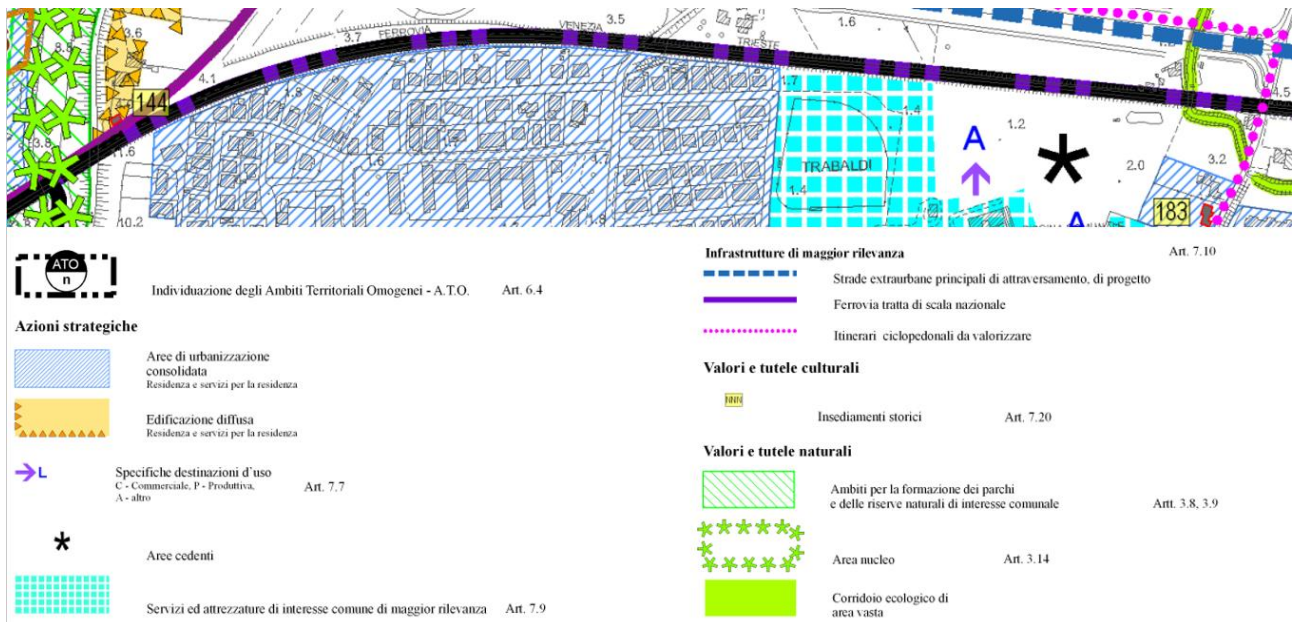 3.5
1.6
VENEZIA
3.6
3.7
FERROVIA
TRIESTE
3.8
4.1
1.7
4.5
144
1.8
1.4
A
1.2
3.8
1.6
1.6
1.7
TRABALDI
2.0
3.2
1.4
10.2
1.8
A
183
ATO
n
Individuazione degli Ambiti Territoriali Omogenei - A.T.O. Art. 6.4
Azioni strategiche
Aree di urbanizzazione
consolidata
Residenza e servizi per la residenza
Edificazione diffusa
Residenza e servizi per la residenza
L
Specifiche destinazioni d`uso
C - Commerciale, P - Produttiva,
A - altro
Art. 7.7
Aree cedenti
Servizi ed attrezzature di interesse comune di maggior rilevanza Art. 7.9
Infrastrutture di maggior rilevanza Art. 7.10
Strade extraurbane principali di attraversamento, di progetto
Ferrovia tratta di scala nazionale
Itinerari ciclopedonali da valorizzare
Valori e tutele culturali
NNN
Insediamenti storici Art. 7.20
Valori e tutele naturali
Ambiti per la formazione dei parchi
e delle riserve naturali di interesse comunale Artt. 3.8, 3.9
Area nucleo Art. 3.14
Corridoio ecologico di
area vasta